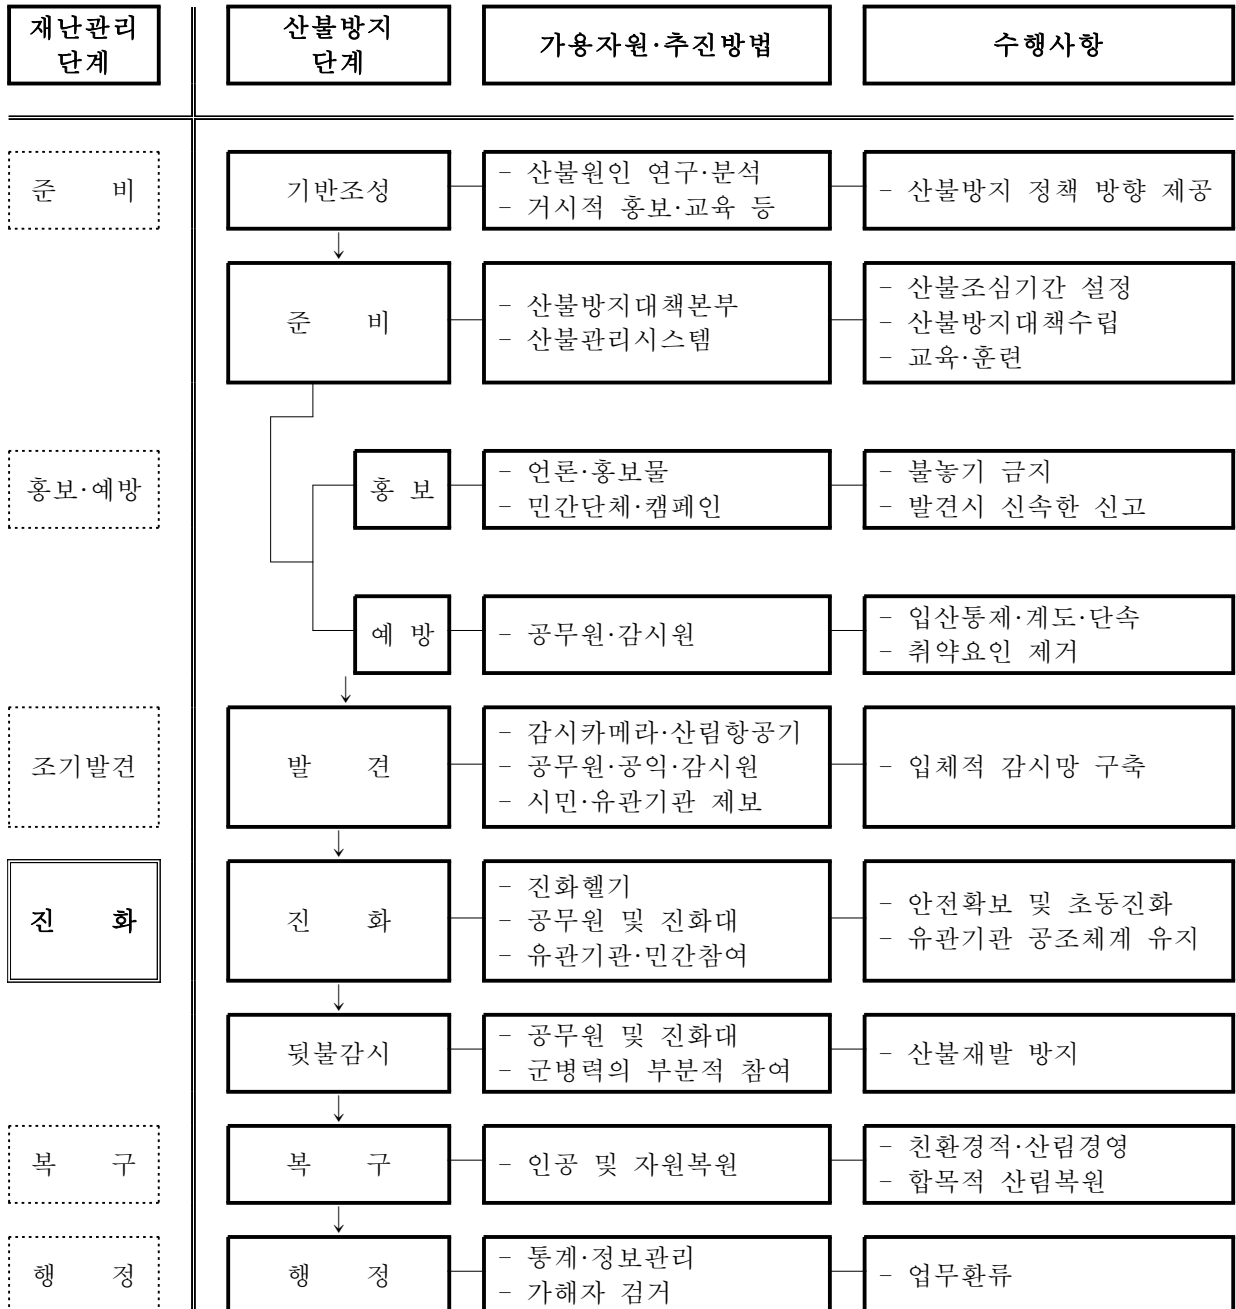 재난관리
단계
산불방지
단계
가용자원·추진방법
수행사항
준 비
기반조성
- 산불원인 연구·분석
- 거시적 홍보·교육 등
- 산불방지 정책 방향 제공
준 비
- 산불방지대책본부
- 산불관리시스템
- 산불조심기간 설정
- 산불방지대책수립
- 교육·훈련
홍보·예방
홍 보
- 언론·홍보물
- 민간단체·캠페인
- 불놓기 금지
- 발견시 신속한 신고
예 방
- 공무원·감시원
- 입산통제·계도·단속
- 취약요인 제거
조기발견
발 견
- 감시카메라·산림항공기
- 공무원·공익·감시원
- 시민·유관기관 제보
- 입체적 감시망 구축
진 화
진 화
- 진화헬기
- 공무원 및 진화대
- 유관기관·민간참여
- 안전확보 및 초동진화
- 유관기관 공조체계 유지
뒷불감시
- 공무원 및 진화대
- 군병력의 부분적 참여
- 산불재발 방지
복 구
복 구
- 인공 및 자원복원
- 친환경적·산림경영
- 합목적 산림복원
행 정
행 정
- 통계·정보관리
- 가해자 검거
- 업무환류